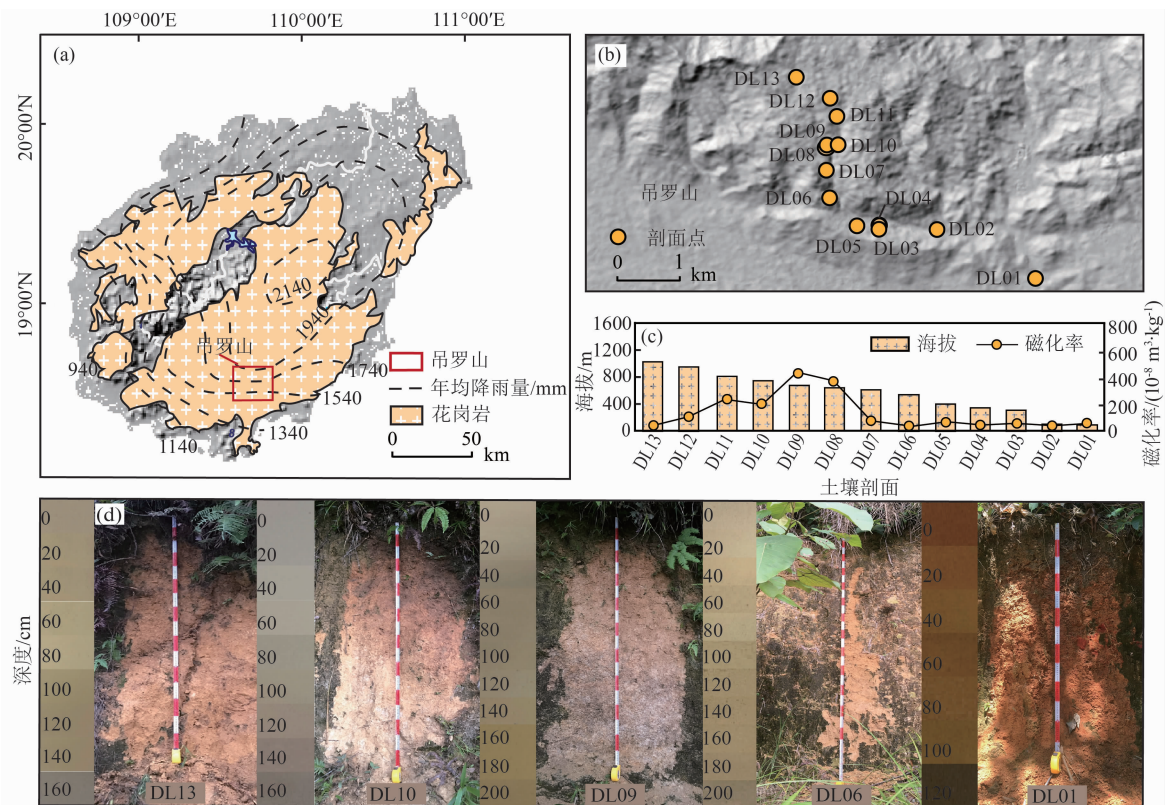 109°00′E
110°00′E
111°00′E
20°00′N
19°00′N
(a)
2140
1940
吊罗山
940
1740
1540
1340
1140
吊罗山
年均降雨量/mm
花岗岩
0 50
km
(b)
DL13
DL12
DL11
DL09
DL10
DL08
DL07
DL06
DL04
DL02
DL05
DL03
DL01
吊罗山
剖面点
0 1
km
(c)
海拔
磁化率
1600
1200
800
400
0
海拔/m
800
600
400
200
0
磁化率/(10⁻⁸ m³·kg⁻¹)
DL13 DL12 DL11 DL10 DL09 DL08 DL07 DL06 DL05 DL04 DL03 DL02 DL01
土壤剖面
(d)
深度/cm
0
20
40
60
80
100
120
140
160
DL13
0
20
40
60
80
100
120
140
160
DL10
0
20
40
60
80
100
120
140
160
180
200
DL09
0
20
40
60
80
100
120
140
160
180
200
DL06
0
20
40
60
80
100
120
DL01